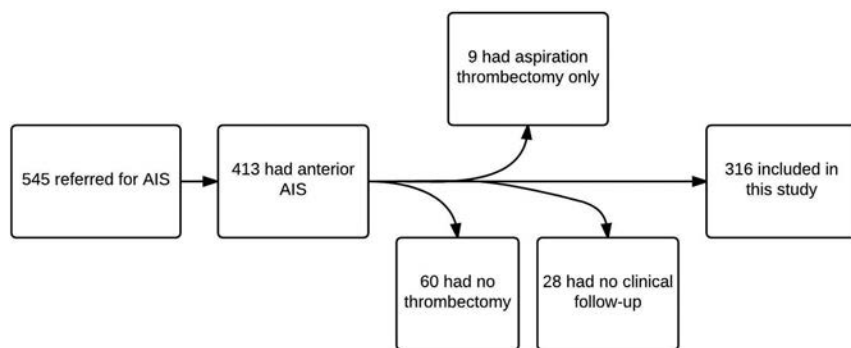 545 referred for AIS
413 had anterior
AIS
9 had aspiration
thrombectomy only
60 had no
thrombectomy
28 had no clinical
follow-up
316 included in
this study